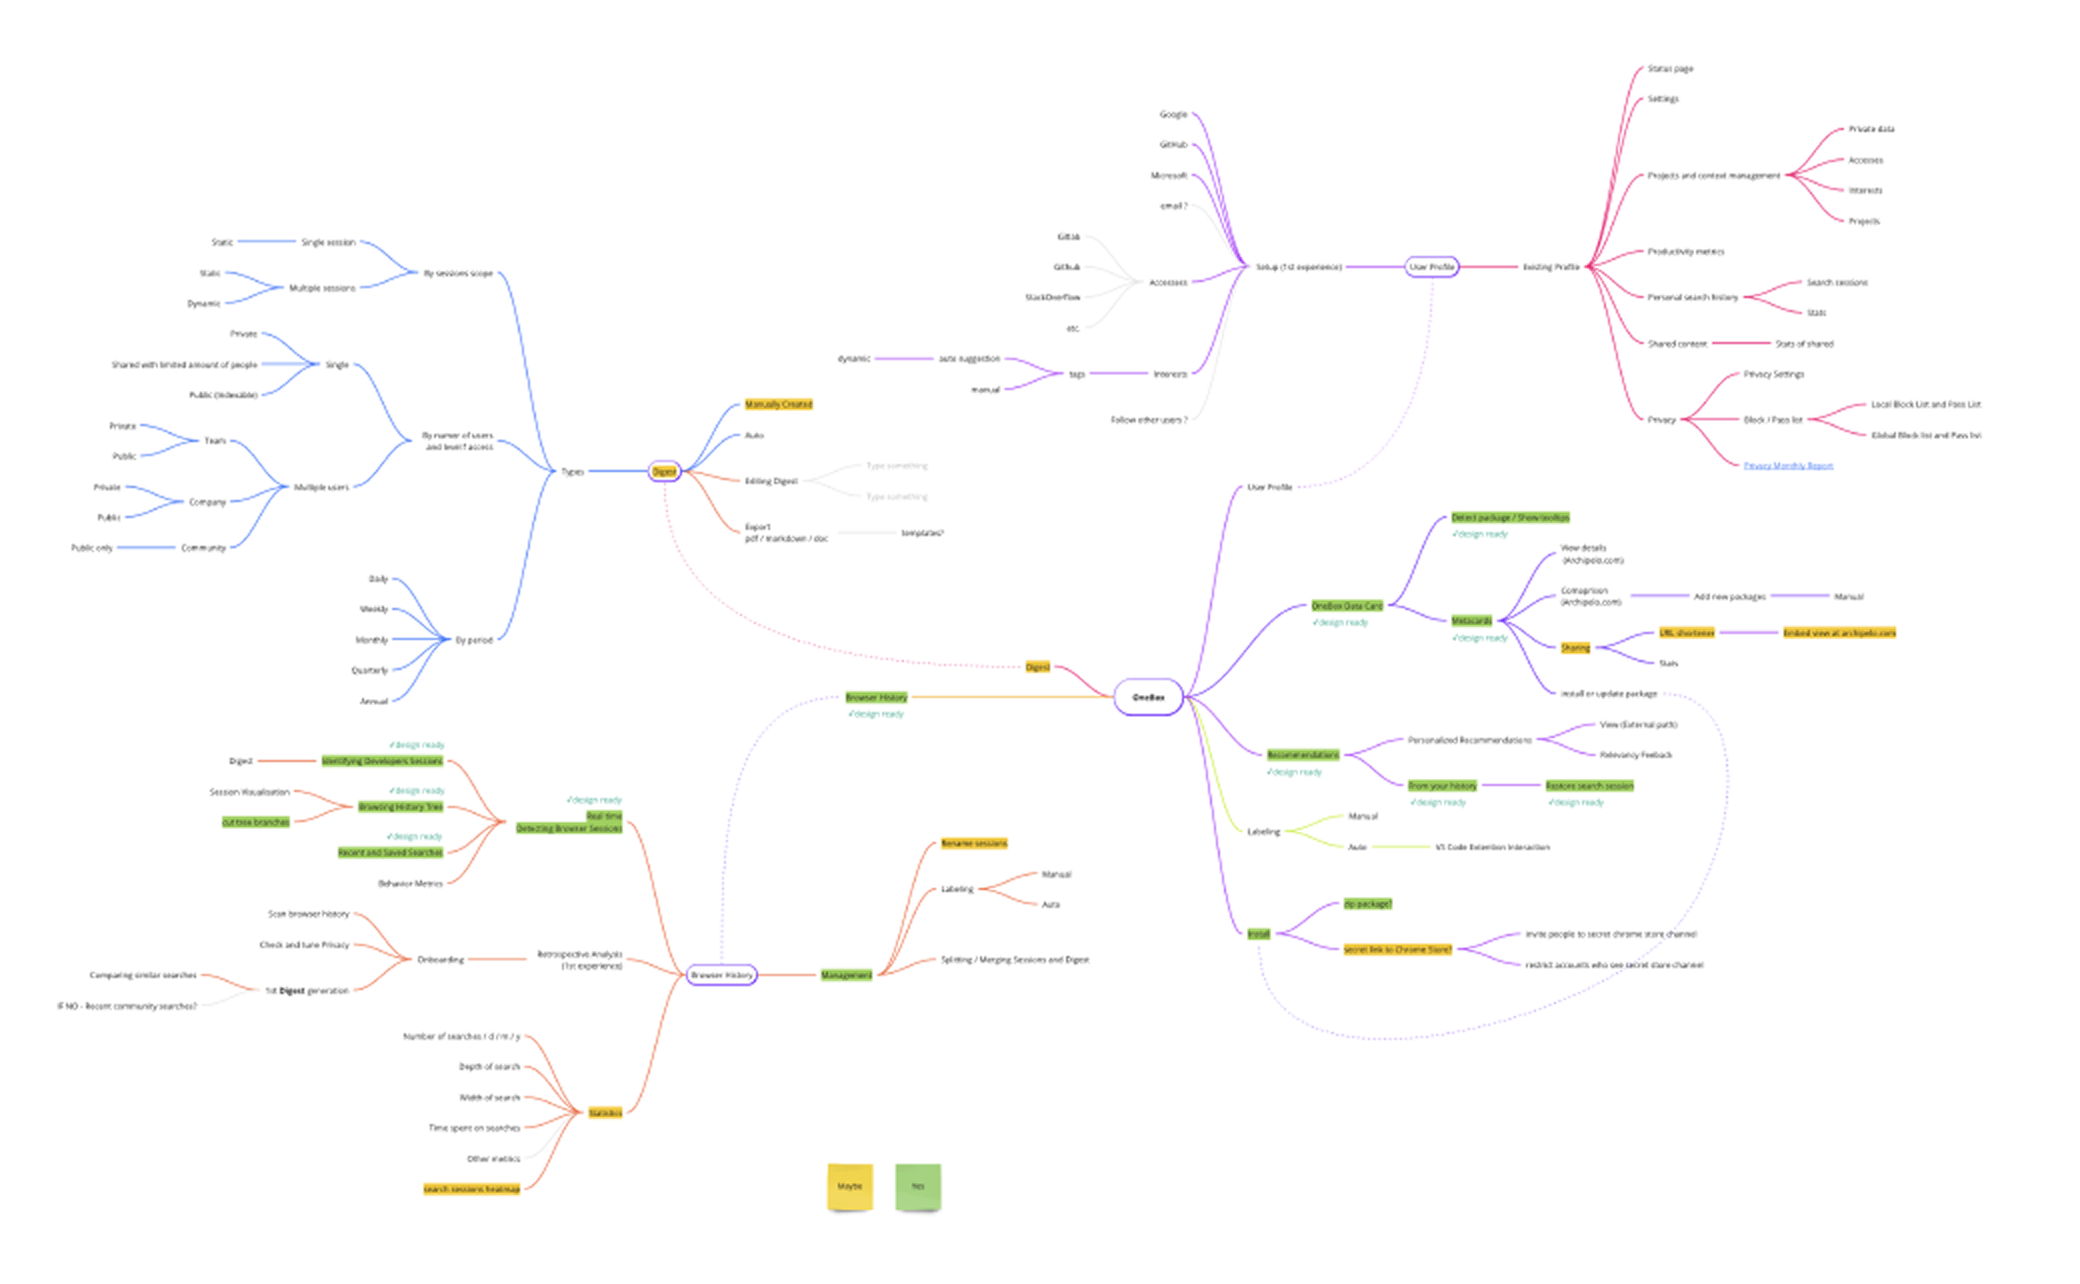 Status page
Settings
Private data
Accesses
Interests
Projects
Projects and context management
Productivity metrics
Search sessions
Stats
Personal search history
Shared content
Stats of shared
Privacy Settings
Privacy
Block / Pass list
Local Block List and Pass List
Global Block list and Pass list
Privacy Monthly Report
Existing Profile
User Profile
Setup (1st experience)
Google
GitHub
Microsoft
email ?
Gitlab
Github
StackOverflow
etc.
Accesses
dynamic
auto suggestion
manual
tags
Interests
Follow other users ?
Static
Single session
Static
Multiple sessions
Dynamic
By sessions scope
Private
Shared with limited amount of people
Single
Public (Indexable)
Private
Team
Public
Private
Company
Public
Public only
Community
Multiple users
By numer of users
and level f access
Types
Digest
Daily
Weekly
Monthly
Quarterly
Annual
By period
Manually Created
Auto
Editing Digest
Type something
Type something
Export
pdf / markdown / doc
templates?
Digest
Browser History
✓design ready
OneBox
User Profile
Detect package / Show tooltips
✓design ready
OneBox Data Card
✓design ready
Metacards
✓design ready
View details
(Archipelo.com)
Comaprison
(Archipelo.com)
Add new packages
Manual
Sharing
URL shortener
Embed view at archipelo.com
Stats
Install or update package
Recommendations
✓design ready
Personalized Recommendations
View (External path)
Relevancy Feeback
From your history
✓design ready
Restore search session
✓design ready
Labeling
Manual
Auto
VS Code Extention Interaction
Install
zip package?
secret link to Chrome Store?
invite people to secret chrome store channel
restrict accounts who see secret store channel
✓design ready
Digest
Identifying Developers Sessions
✓design ready
Session Visualisation
Browsing History Tree
cut tree branches
✓design ready
Recent and Saved Searches
Behavior Metrics
✓design ready
Real time
Detecting Browser Sessions
Scan browser history
Check and tune Privacy
Onboarding
Comparing similar searches
1st Digest generation
IF NO - Recent community searches?
Retrospective Analysis
(1st experience)
Browser History
Management
Rename sessions
Labeling
Manual
Auto
Splitting / Merging Sessions and Digest
Number of searches / d / m / y
Depth of search
Width of search
Time spent on searches
Other metrics
search sessions heatmap
Statistics
Maybe
Yes